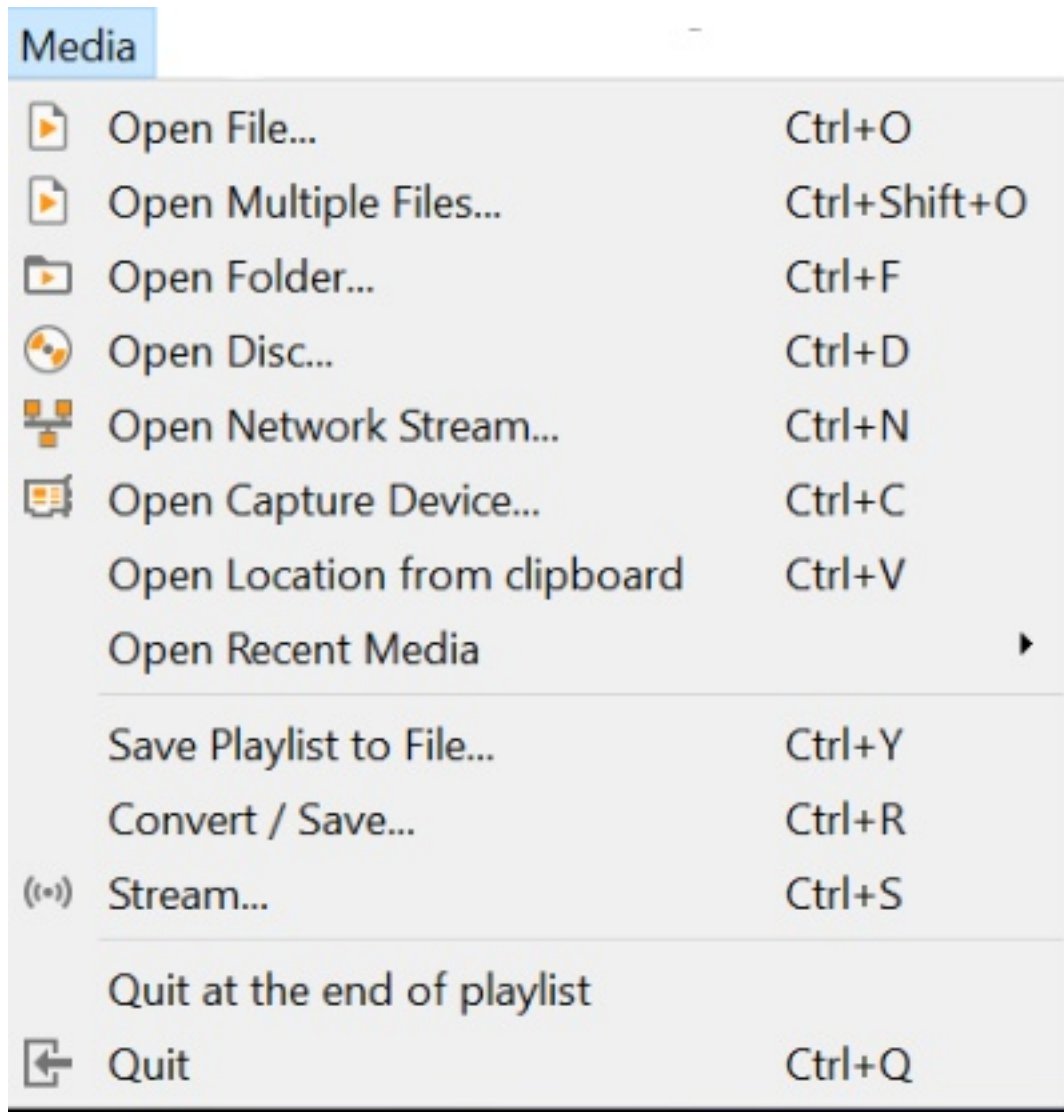 Media
Open File... Ctrl+O
Open Multiple Files... Ctrl+Shift+O
Open Folder... Ctrl+F
Open Disc... Ctrl+D
Open Network Stream... Ctrl+N
Open Capture Device... Ctrl+C
Open Location from clipboard Ctrl+V
Open Recent Media
Save Playlist to File... Ctrl+Y
Convert / Save... Ctrl+R
Stream... Ctrl+S
Quit at the end of playlist
Quit Ctrl+Q